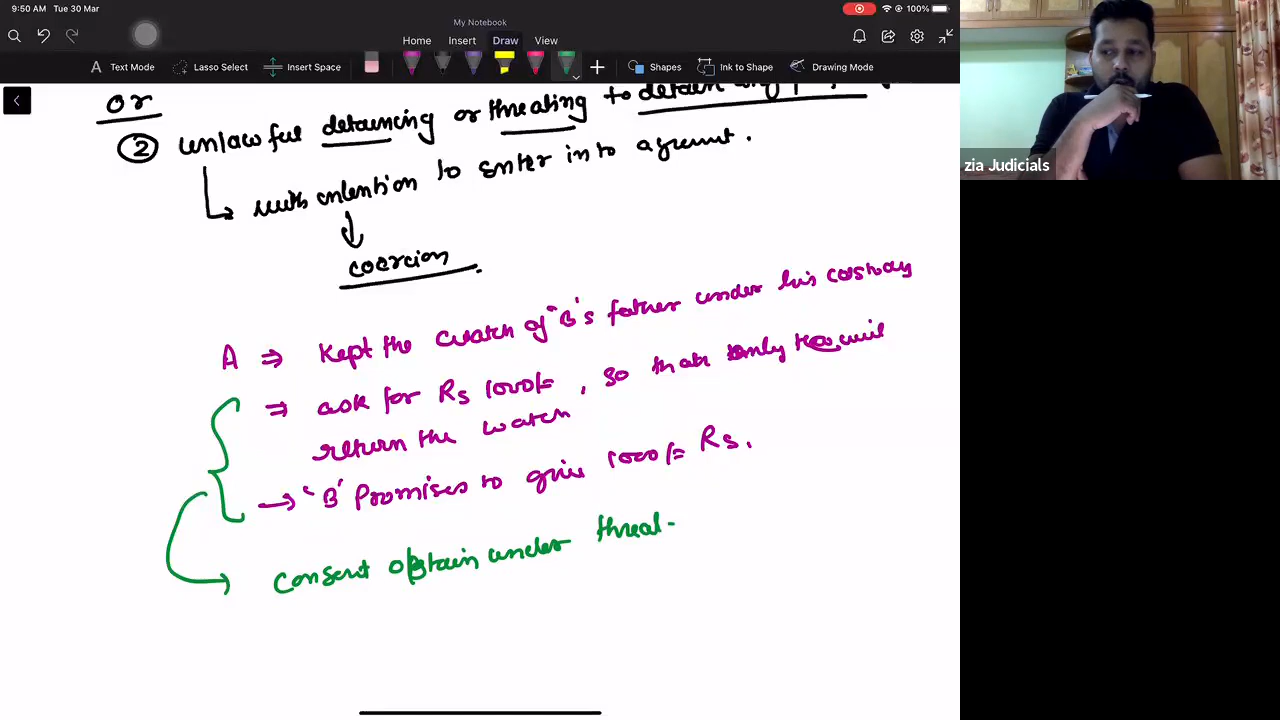 9:50 AM Tue 30 Mar
100%
My Notebook
Home Insert Draw View
Text Mode Lasso Select Insert Space Shapes Ink to Shape Drawing Mode
or
② unlawful detaincing or threating to detain any
with intention to enter into agreement.
coercion
A ⇒ Kept the watch of "B's father under his custody
⇒ ask for Rs 1000/=, so that only he will
return the watch
→ 'B' Promises to give 1000/= Rs.
Consent obtain under threat-
zia Judicials